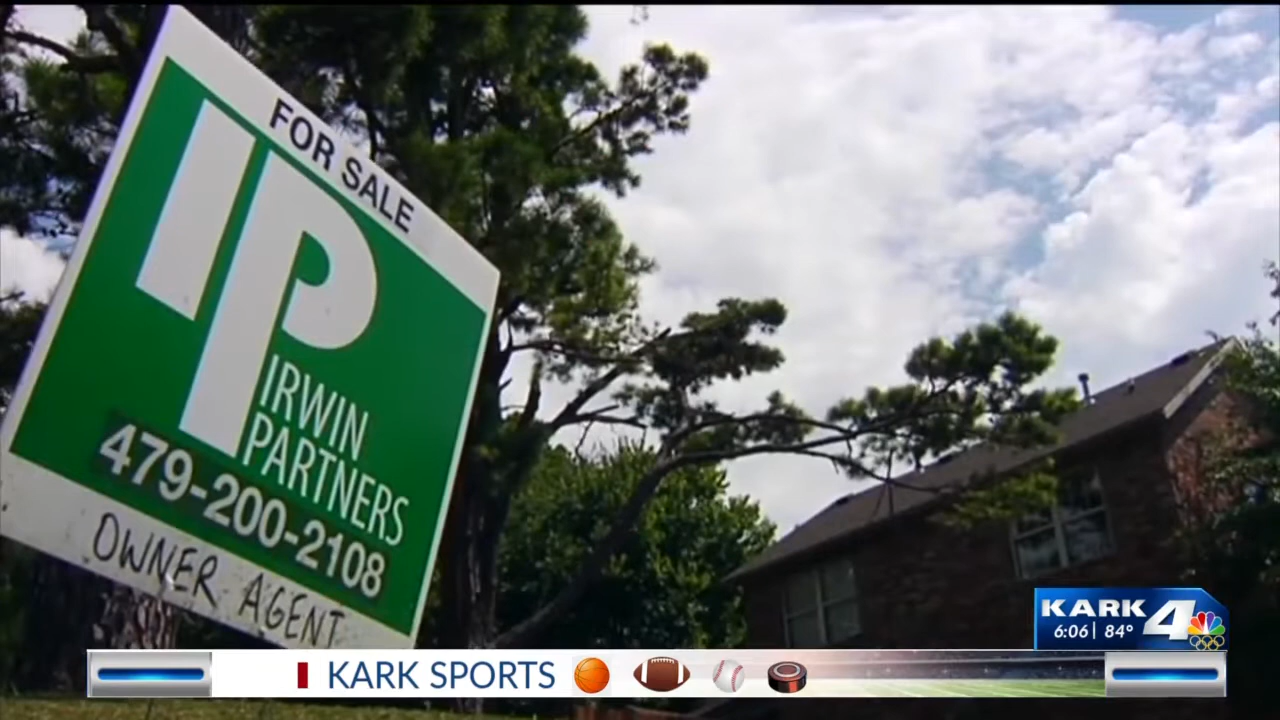 FOR SALE
IP
IRWIN
PARTNERS
479-200-2108
OWNER AGENT
KARK 4
6:06 84°
KARK SPORTS